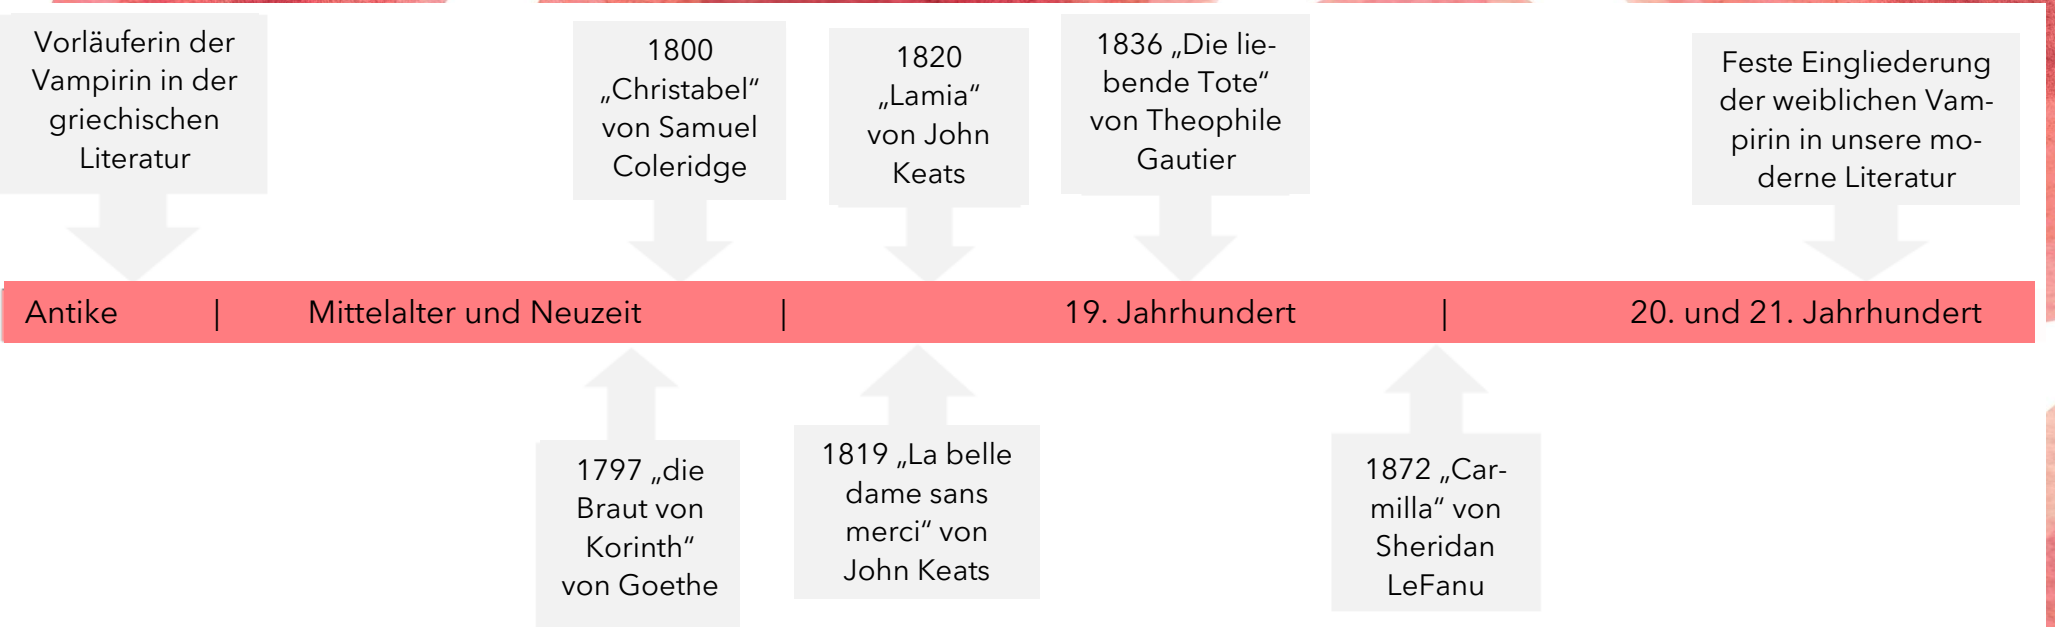 Vorläuferin der
Vampirin in der
griechischen
Literatur
1800
„Christabel“
von Samuel
Coleridge
1820
„Lamia“
von John
Keats
1836 „Die lie-
bende Tote“
von Theophile
Gautier
Feste Eingliederung
der weiblichen Vam-
pirin in unsere mo-
derne Literatur
Antike | Mittelalter und Neuzeit | 19. Jahrhundert | 20. und 21. Jahrhundert
1797 „die
Braut von
Korinth“
von Goethe
1819 „La belle
dame sans
merci“ von
John Keats
1872 „Car-
milla“ von
Sheridan
LeFanu